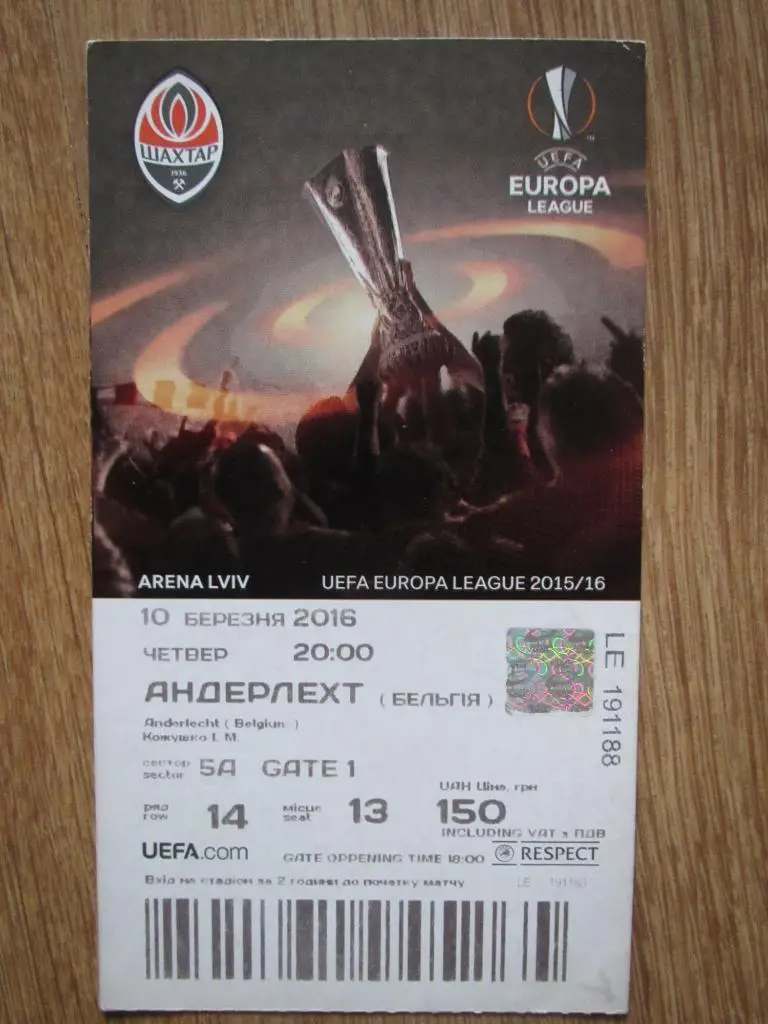 ШАХТАР
1936
UEFA
EUROPA
LEAGUE
ARENA LVIV UEFA EUROPA LEAGUE 2015/16
10 БЕРЕЗНЯ 2016
ЧЕТВЕР 20:00
АНДЕРЛЕХТ ( БЕЛЬГІЯ )
Anderlecht ( Belgium )
Кожушко І. М.
сектор
sector 5A GATE 1
UAH Ціна, грн
ряд
row 14 місце
seat 13 150
INCLUDING VAT з ПДВ
UEFA.com GATE OPPENING TIME 18:00 RESPECT
Вхід на стадіон за 2 години до початку матчу LE
LE 191188